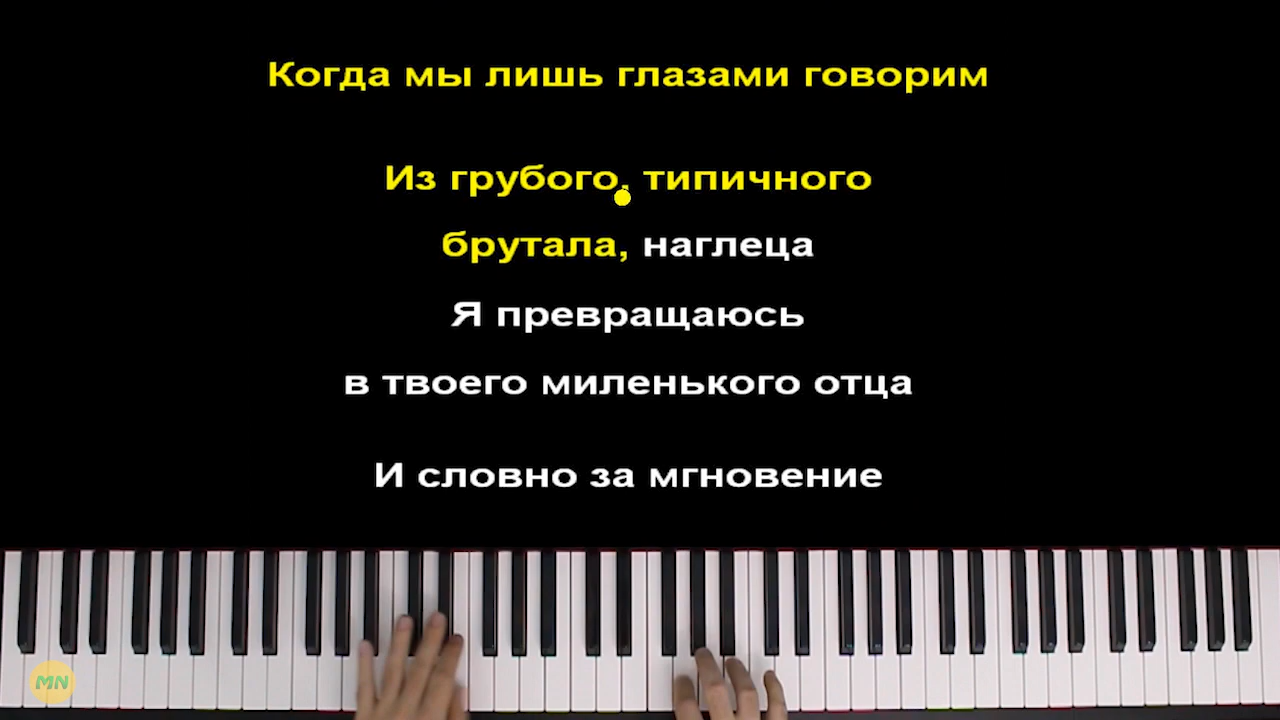 Когда мы лишь глазами говорим
Из грубого, типичного
брутала, наглеца
Я превращаюсь
в твоего миленького отца
И словно за мгновение
MN